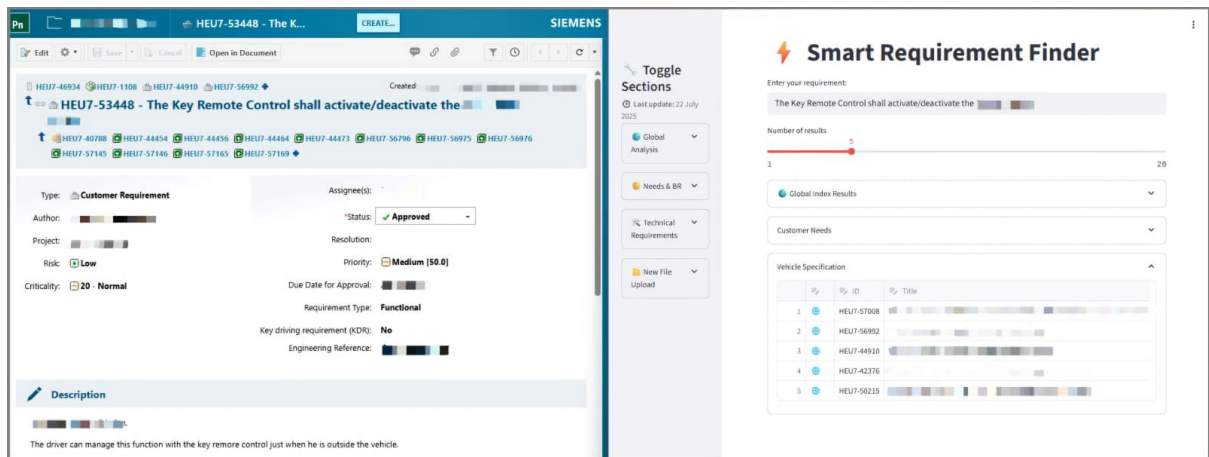 Pn HEU7-53448 - The K... CREATE... SIEMENS
Edit Save Cancel Open in Document
HEU7-46934 HEU7-1108 HEU7-44910 HEU7-56992 Created:
HEU7-53448 - The Key Remote Control shall activate/deactivate the
HEU7-40788 HEU7-44454 HEU7-44456 HEU7-44464 HEU7-44473 HEU7-56796 HEU7-56975 HEU7-56976
HEU7-57145 HEU7-57146 HEU7-57165 HEU7-57169
Type: Customer Requirement
Assignee(s):
Author:
*Status: Approved
Project:
Resolution:
Risk: Low
Priority: Medium [50.0]
Criticality: 20 - Normal
Due Date for Approval:
Requirement Type: Functional
Key driving requirement (KDR): No
Engineering Reference:
Description
The driver can manage this function with the key remore control just when he is outside the vehicle.
Toggle
Sections
Last update: 22 July
2025
Global
Analysis
Needs & BR
Technical
Requirements
New File
Upload
Smart Requirement Finder
Enter your requirement:
The Key Remote Control shall activate/deactivate the
Number of results
5
1 20
Global Index Results
Customer Needs
Vehicle Specification
ID Title
1 HEU7-57008
2 HEU7-56992
3 HEU7-44910
4 HEU7-42376
5 HEU7-50215